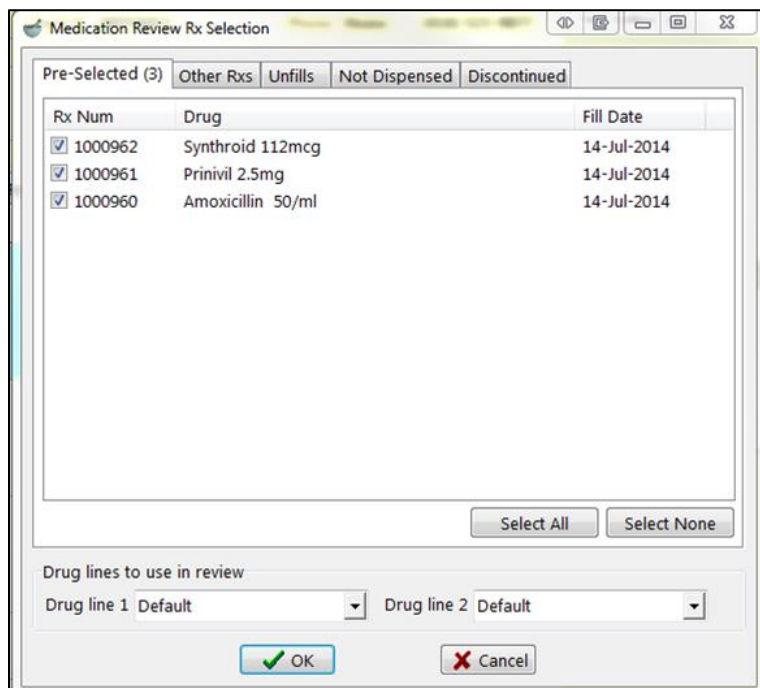 Medication Review Rx Selection
Pre-Selected (3) Other Rxs Unfills Not Dispensed Discontinued
Rx Num Drug Fill Date
1000962 Synthroid 112mcg 14-Jul-2014
1000961 Prinivil 2.5mg 14-Jul-2014
1000960 Amoxicillin 50/ml 14-Jul-2014
Select All Select None
Drug lines to use in review
Drug line 1 Default Drug line 2 Default
OK Cancel